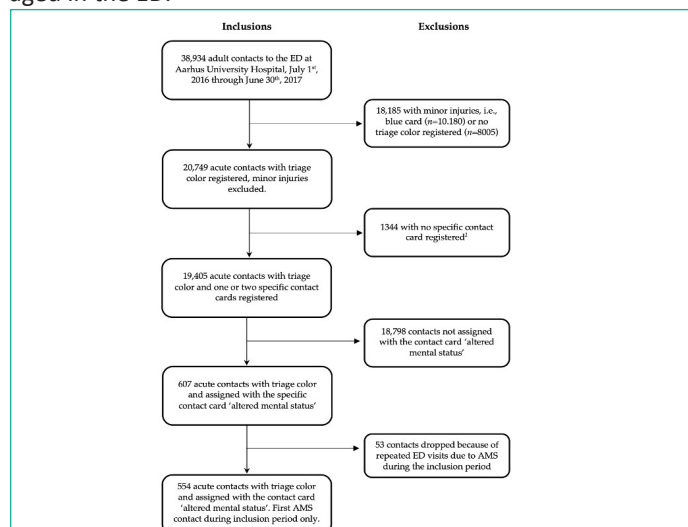 aged in the ED.
Inclusions
Exclusions
38,934 adult contacts to the ED at
Aarhus University Hospital, July 1st,
2016 through June 30th, 2017
18,185 with minor injuries, i.e.,
blue card (n=10.180) or no
triage color registered (n=8005)
20,749 acute contacts with triage
color registered, minor injuries
excluded.
1344 with no specific contact
card registered‡
19,405 acute contacts with triage
color and one or two specific contact
cards registered
18,798 contacts not assigned
with the contact card 'altered
mental status'
607 acute contacts with triage color
and assigned with the specific
contact card 'altered mental status'
53 contacts dropped because of
repeated ED visits due to AMS
during the inclusion period
554 acute contacts with triage color
and assigned with the contact card
'altered mental status'. First AMS
contact during inclusion period only.